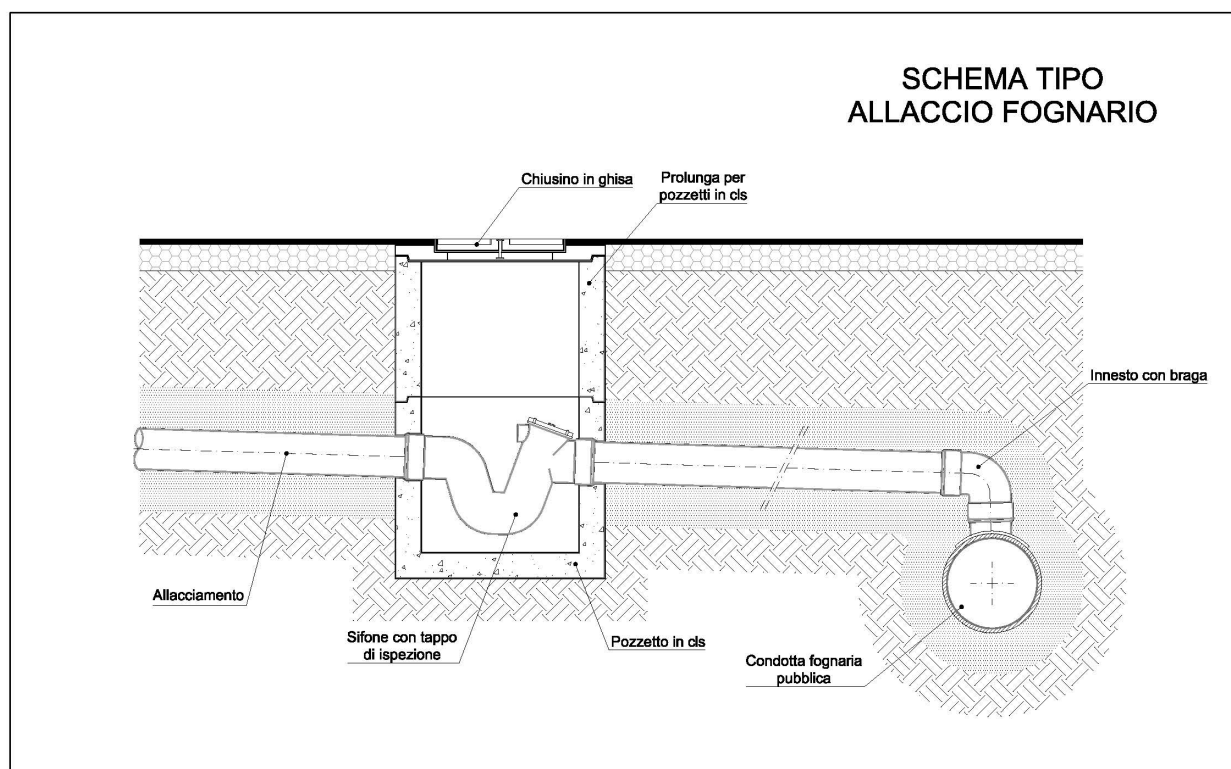 SCHEMA TIPO
ALLACCIO FOGNARIO
Chiusino in ghisa
Prolunga per
pozzetti in cls
Innesto con braga
Allacciamento
Sifone con tappo
di ispezione
Pozzetto in cls
Condotta fognaria
pubblica